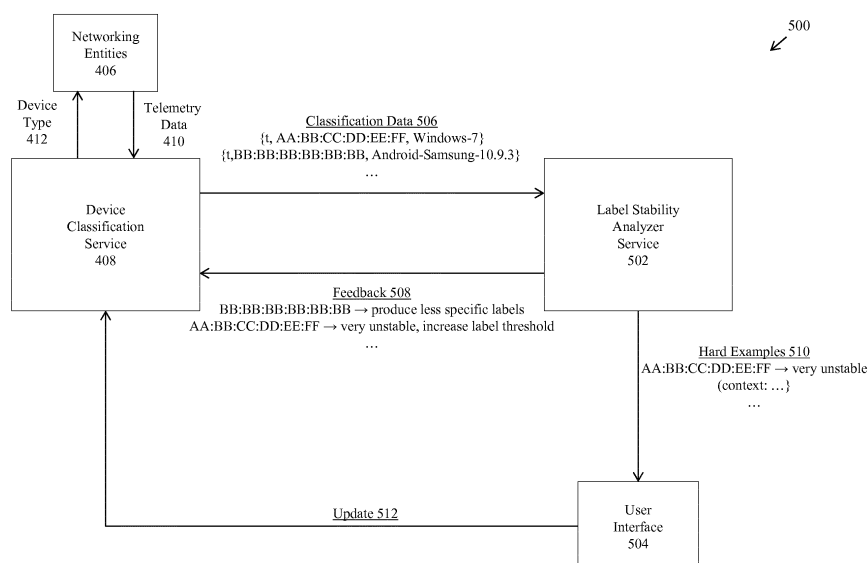 500
Networking
Entities
406
Device
Type
412
Telemetry
Data
410
Classification Data 506
{t, AA:BB:CC:DD:EE:FF, Windows-7}
{t,BB:BB:BB:BB:BB:BB, Android-Samsung-10.9.3}
…
Device
Classification
Service
408
Label Stability
Analyzer
Service
502
Feedback 508
BB:BB:BB:BB:BB:BB → produce less specific labels
AA:BB:CC:DD:EE:FF → very unstable, increase label threshold
…
Hard Examples 510
AA:BB:CC:DD:EE:FF → very unstable
(context: …}
…
Update 512
User
Interface
504